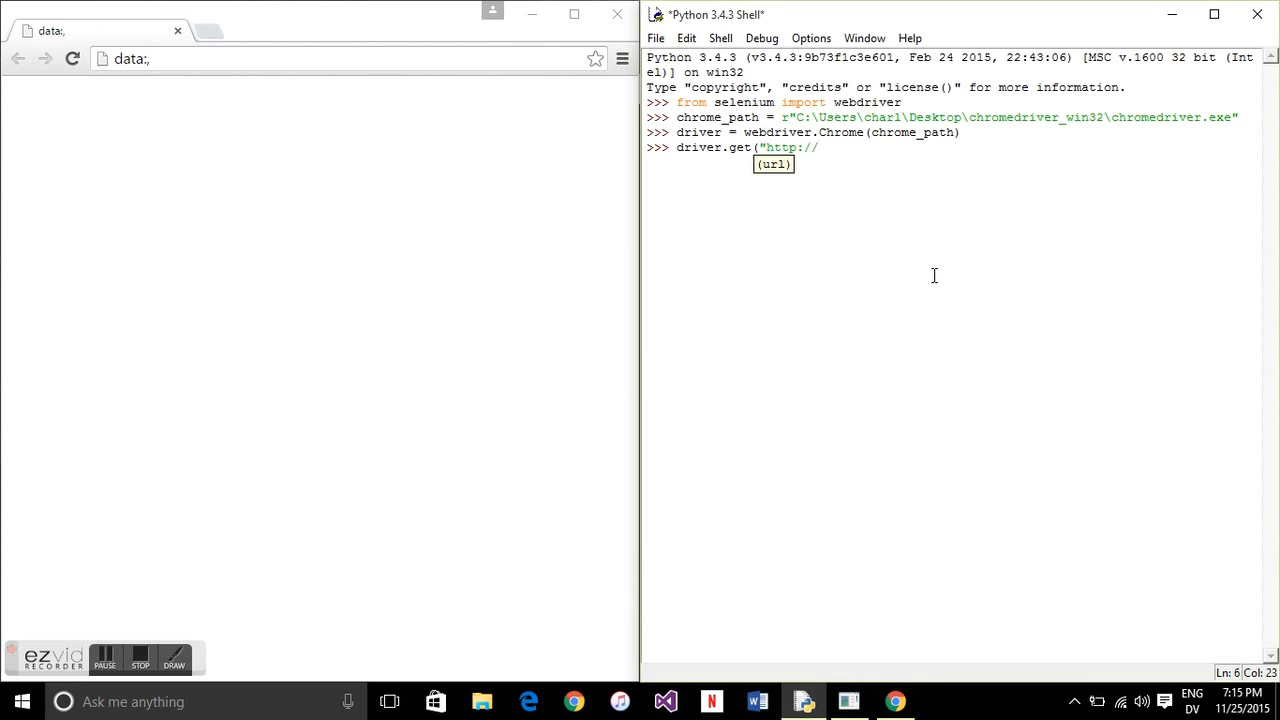 data:,
data:,
*Python 3.4.3 Shell*
File Edit Shell Debug Options Window Help
Python 3.4.3 (v3.4.3:9b73f1c3e601, Feb 24 2015, 22:43:06) [MSC v.1600 32 bit (Int
el)] on win32
Type "copyright", "credits" or "license()" for more information.
>>> from selenium import webdriver
>>> chrome_path = r"C:\Users\charl\Desktop\chromedriver_win32\chromedriver.exe"
>>> driver = webdriver.Chrome(chrome_path)
>>> driver.get("http://
(url)
ezvid
RECORDER
PAUSE STOP DRAW
Ln: 6 Col: 23
Ask me anything
ENG
DV
7:15 PM
11/25/2015